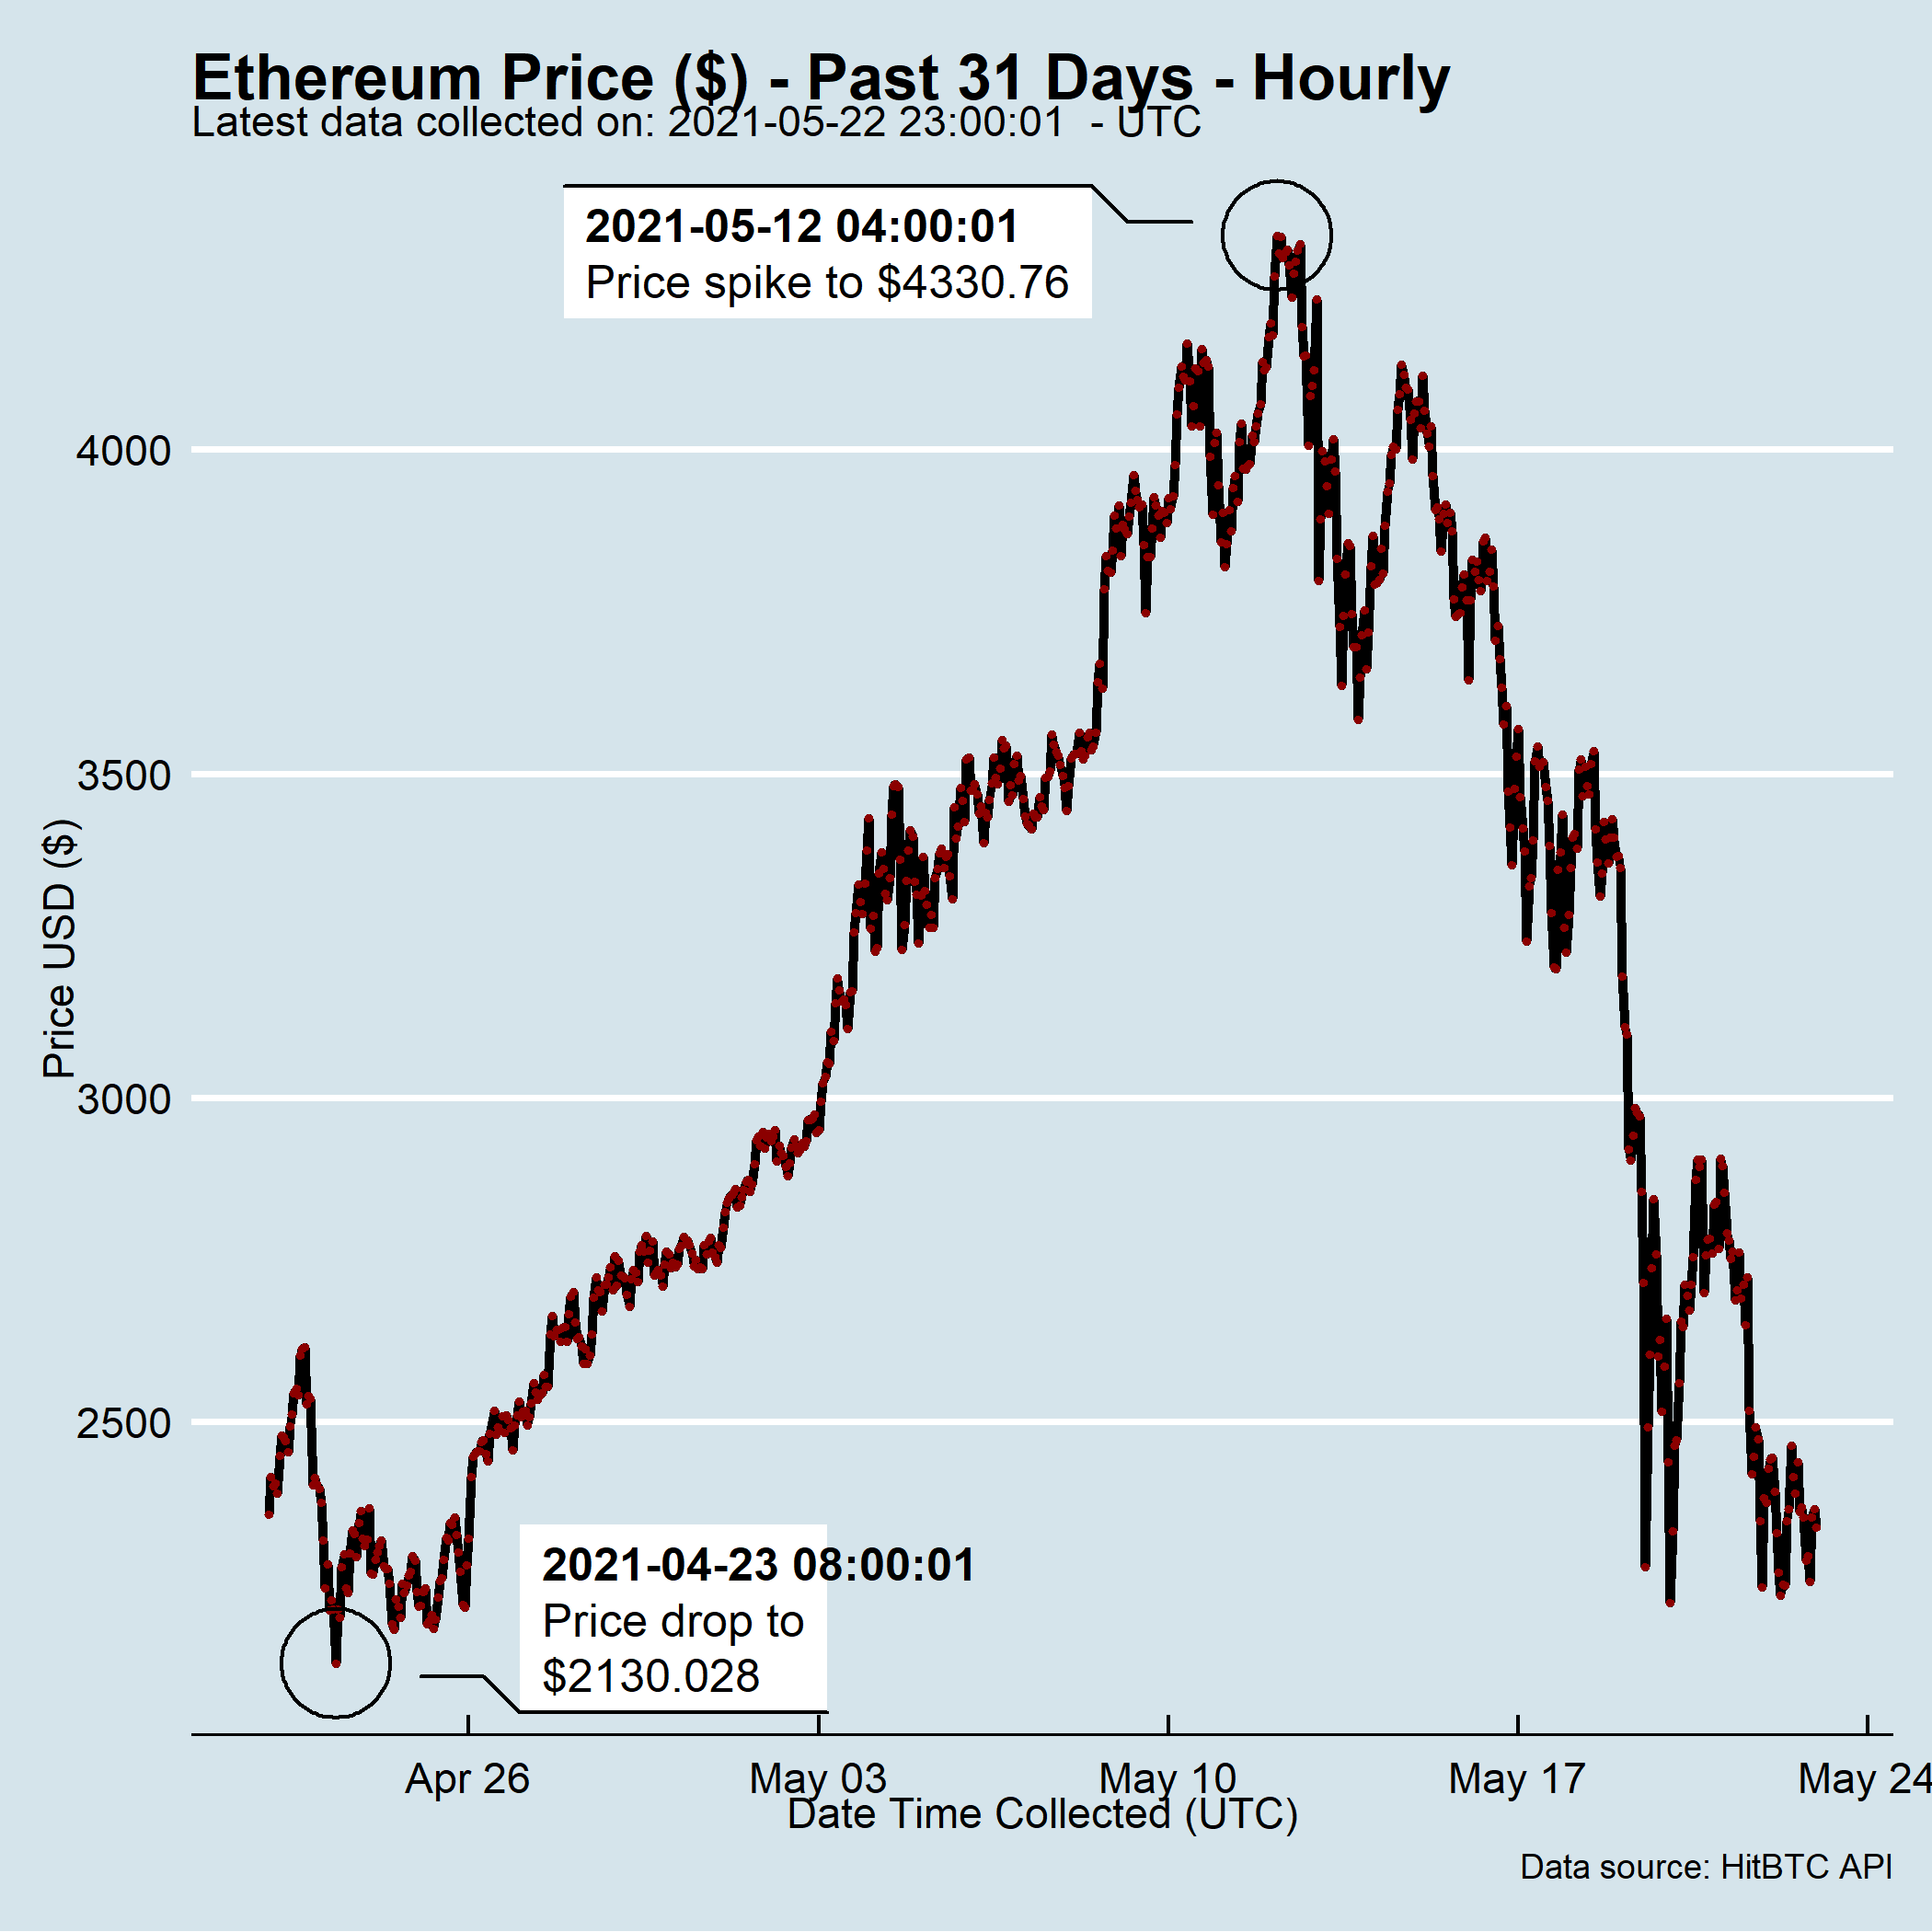 Ethereum Price ($) - Past 31 Days - Hourly
Latest data collected on: 2021-05-22 23:00:01  - UTC
2021-05-12 04:00:01
Price spike to $4330.76
4000
3500
3000
2500
Price USD ($)
2021-04-23 08:00:01
Price drop to
$2130.028
Apr 26
May 03
May 10
May 17
May 24
Date Time Collected (UTC)
Data source: HitBTC API